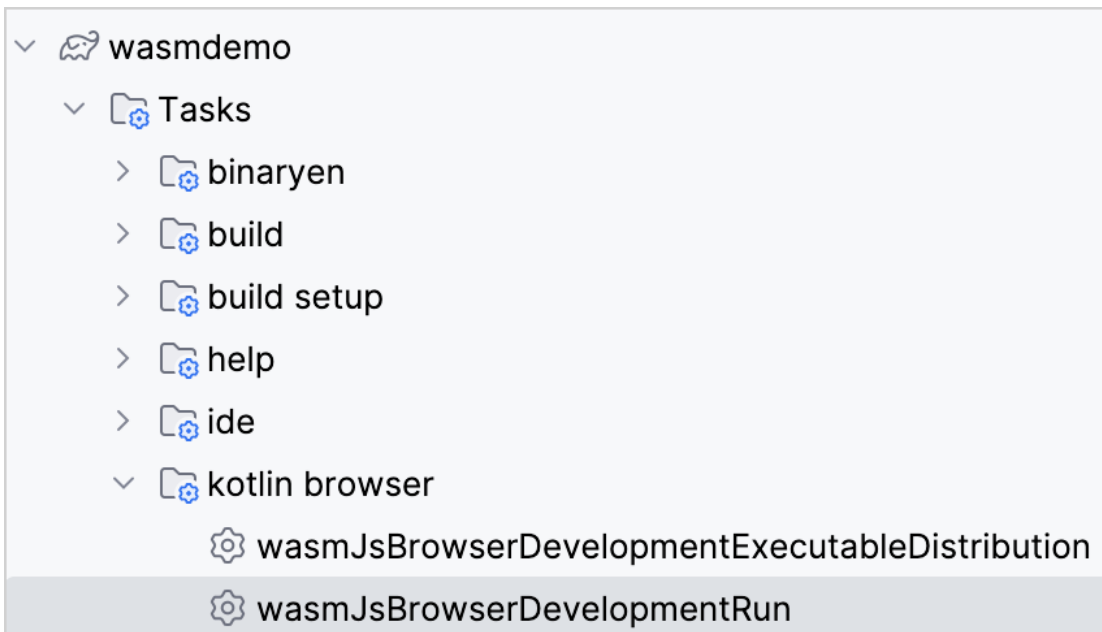 wasmdemo
Tasks
binaryen
build
build setup
help
ide
kotlin browser
wasmJsBrowserDevelopmentExecutableDistribution
wasmJsBrowserDevelopmentRun